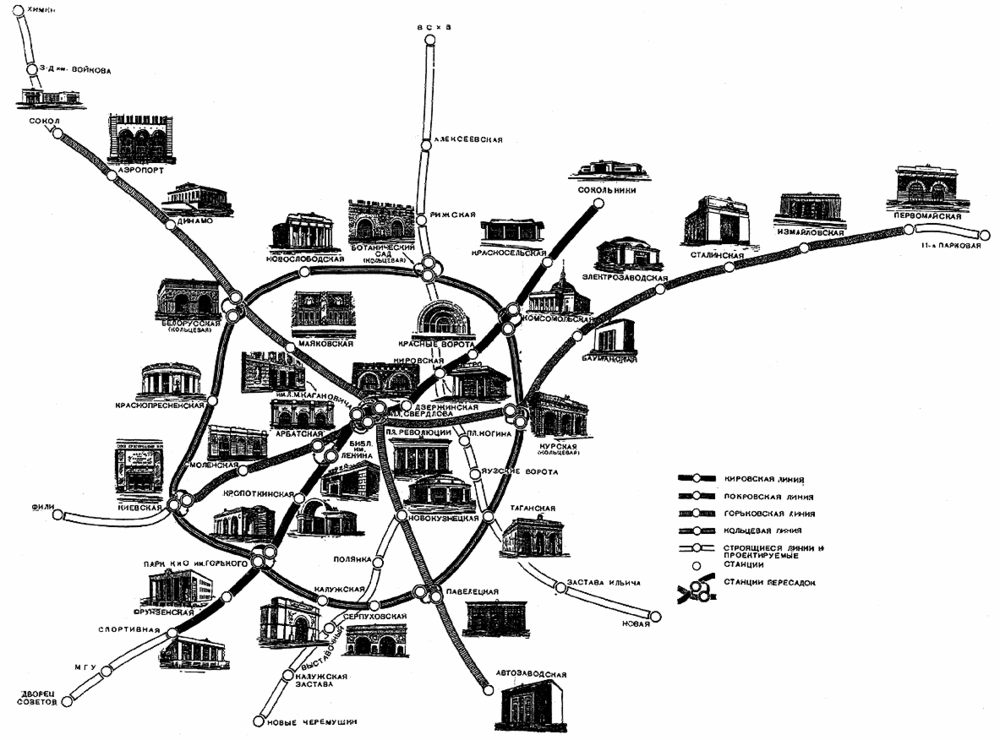 ХИМКИ
З-Д им. ВОЙКОВА
СОКОЛ
АЭРОПОРТ
ДИНАМО
ВСХВ
АЛЕКСЕЕВСКАЯ
РИЖСКАЯ
БОТАНИЧЕСКИЙ
САД
(КОЛЬЦЕВАЯ)
НОВОСЛОБОДСКАЯ
СОКОЛЬНИКИ
КРАСНОСЕЛЬСКАЯ
ЭЛЕКТРОЗАВОДСКАЯ
СТАЛИНСКАЯ
ИЗМАЙЛОВСКАЯ
ПЕРВОМАЙСКАЯ
11-я ПАРКОВАЯ
БЕЛОРУССКАЯ
(КОЛЬЦЕВАЯ)
МАЯКОВСКАЯ
КРАСНЫЕ ВОРОТА
КОМСОМОЛЬСКАЯ
БАУМАНСКАЯ
КИРОВСКАЯ
КРАСНОПРЕСНЕНСКАЯ
ИМ.Л.М.КАГАНОВИЧА
ДЗЕРЖИНСКАЯ
ПЛ.СВЕРДЛОВА
АРБАТСКАЯ
БИБЛ.
ИМ.
ЛЕНИНА
ПЛ. РЕВОЛЮЦИИ
ПЛ.НОГИНА
КУРСКАЯ
(КОЛЬЦЕВАЯ)
СМОЛЕНСКАЯ
ЯУЗСКИЕ ВОРОТА
КИЕВСКАЯ
ФИЛИ
КРОПОТКИНСКАЯ
НОВОКУЗНЕЦКАЯ
ТАГАНСКАЯ
ПАРК КиО ИМ.ГОРЬКОГО
ПОЛЯНКА
ФРУНЗЕНСКАЯ
КАЛУЖСКАЯ
СЕРПУХОВСКАЯ
ПАВЕЛЕЦКАЯ
ЗАСТАВА ИЛЬИЧА
НОВАЯ
СПОРТИВНАЯ
МГУ
ДВОРЕЦ
СОВЕТОВ
ВЫСТАВОЧНЫЙ
КАЛУЖСКАЯ
ЗАСТАВА
НОВЫЕ ЧЕРЕМУШКИ
АВТОЗАВОДСКАЯ
КИРОВСКАЯ ЛИНИЯ
ПОКРОВСКАЯ ЛИНИЯ
ГОРЬКОВСКАЯ ЛИНИЯ
КОЛЬЦЕВАЯ ЛИНИЯ
СТРОЯЩИЕСЯ ЛИНИИ И
ПРОЕКТИРУЕМЫЕ
СТАНЦИИ
СТАНЦИИ ПЕРЕСАДОК